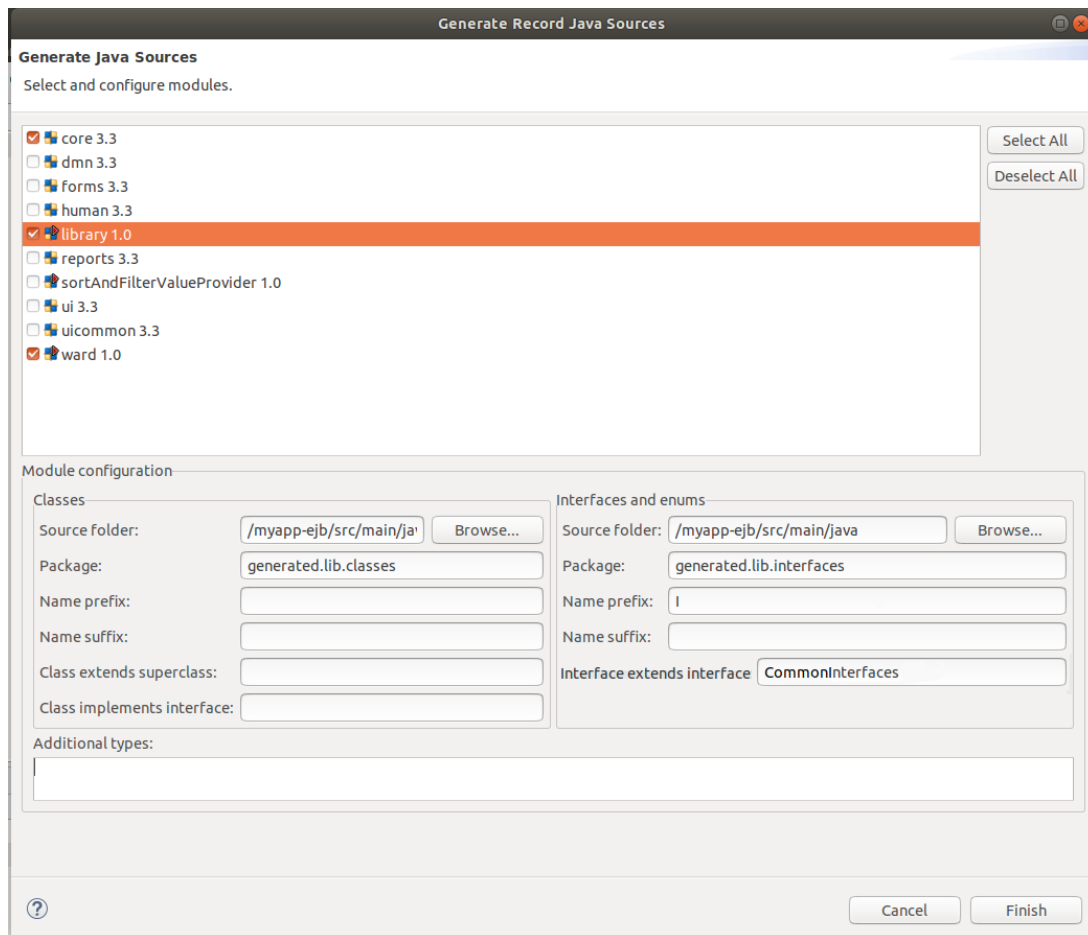 Generate Record Java Sources
Generate Java Sources
Select and configure modules.
core 3.3
dmn 3.3
forms 3.3
human 3.3
library 1.0
reports 3.3
sortAndFilterValueProvider 1.0
ui 3.3
uicommon 3.3
ward 1.0
Select All
Deselect All
Module configuration
Classes
Source folder: /myapp-ejb/src/main/jav Browse...
Package: generated.lib.classes
Name prefix:
Name suffix:
Class extends superclass:
Class implements interface:
Interfaces and enums
Source folder: /myapp-ejb/src/main/java Browse...
Package: generated.lib.interfaces
Name prefix: I
Name suffix:
Interface extends interface CommonInterfaces
Additional types:
Cancel Finish